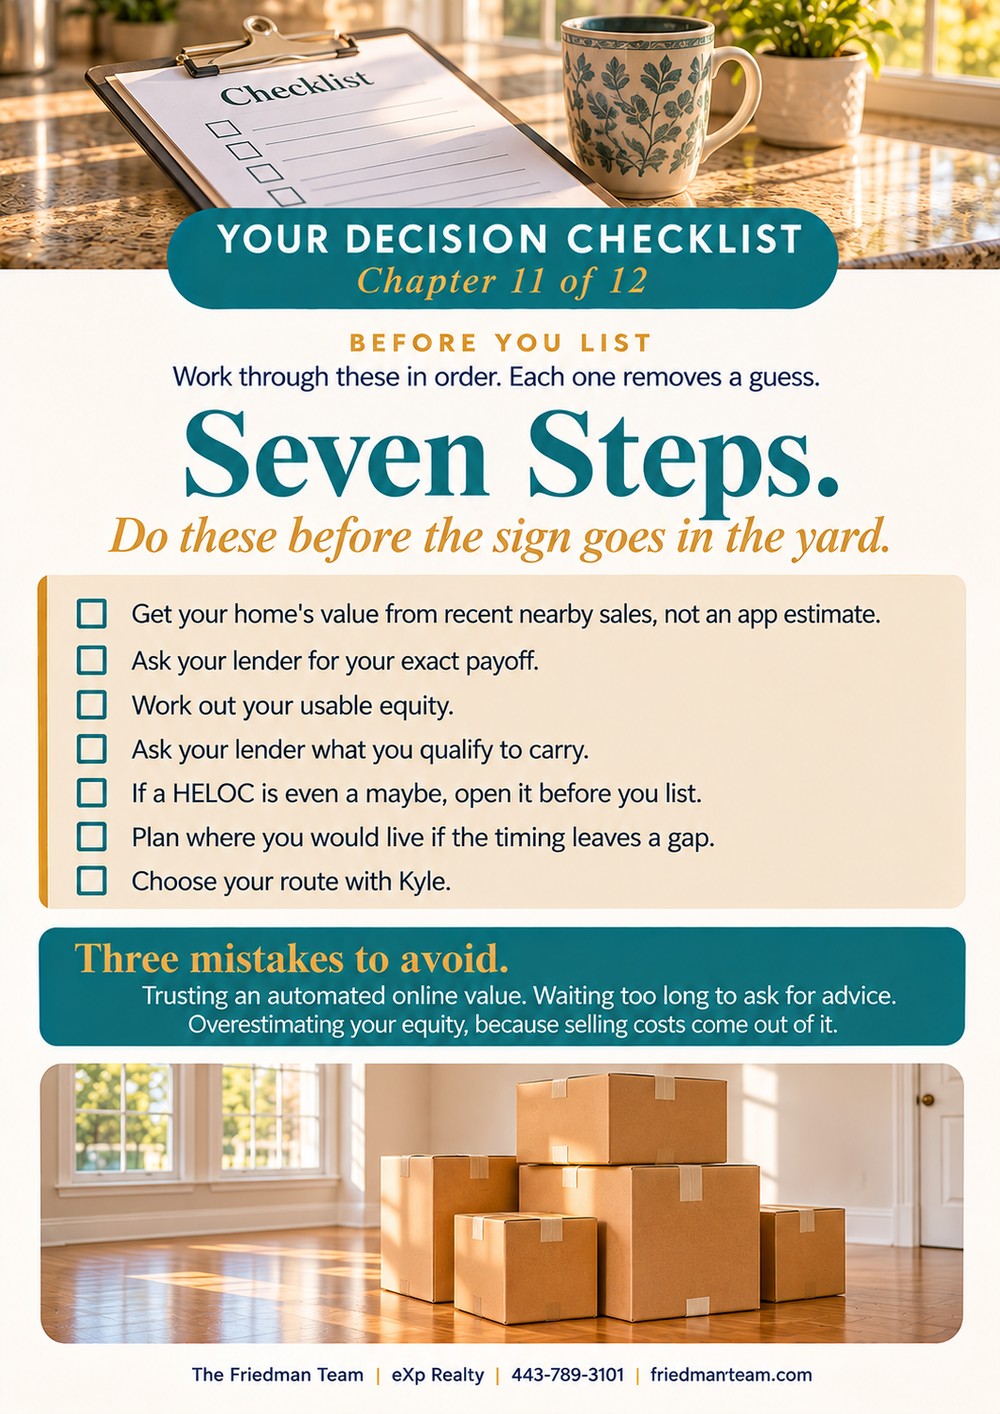 Checklist
YOUR DECISION CHECKLIST
Chapter 11 of 12
BEFORE YOU LIST
Work through these in order. Each one removes a guess.
Seven Steps.
Do these before the sign goes in the yard.
Get your home's value from recent nearby sales, not an app estimate.
Ask your lender for your exact payoff.
Work out your usable equity.
Ask your lender what you qualify to carry.
If a HELOC is even a maybe, open it before you list.
Plan where you would live if the timing leaves a gap.
Choose your route with Kyle.
Three mistakes to avoid.
Trusting an automated online value. Waiting too long to ask for advice.
Overestimating your equity, because selling costs come out of it.
The Friedman Team | eXp Realty | 443-789-3101 | friedmanteam.com